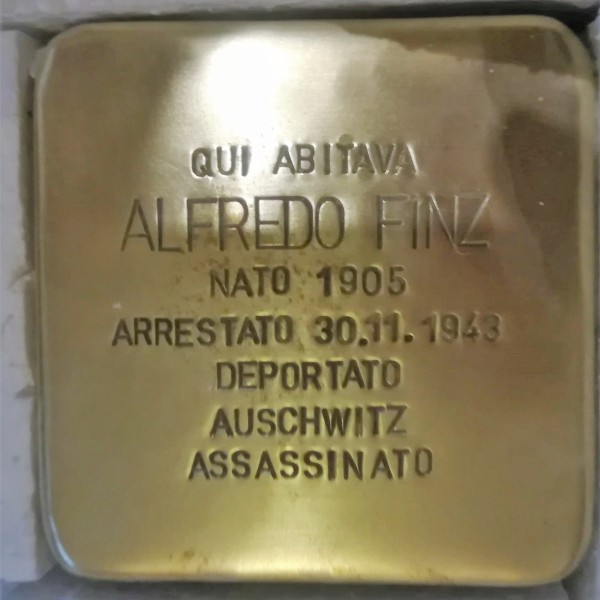 QUI ABITAVA
ALFREDO FINZ
NATO 1905
ARRESTATO 30.11.1943
DEPORTATO
AUSCHWITZ
ASSASSINATO